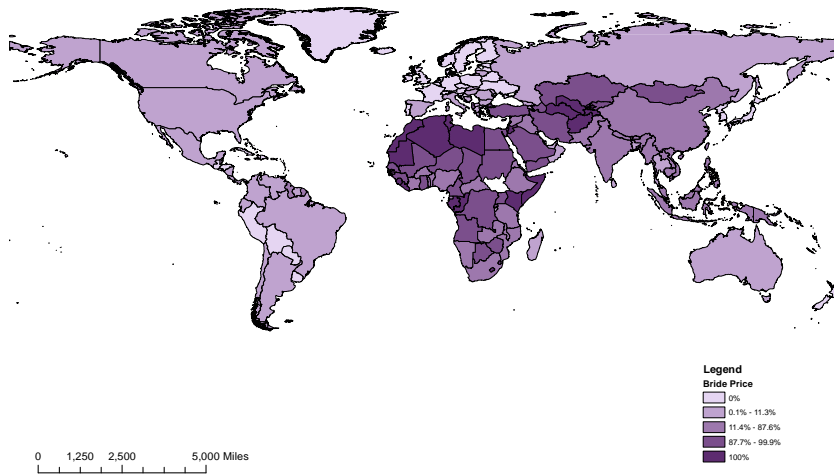 Legend
Bride Price
0%
0.1% - 11.3%
11.4% - 87.6%
87.7% - 99.9%
100%
0 1,250 2,500 5,000 Miles